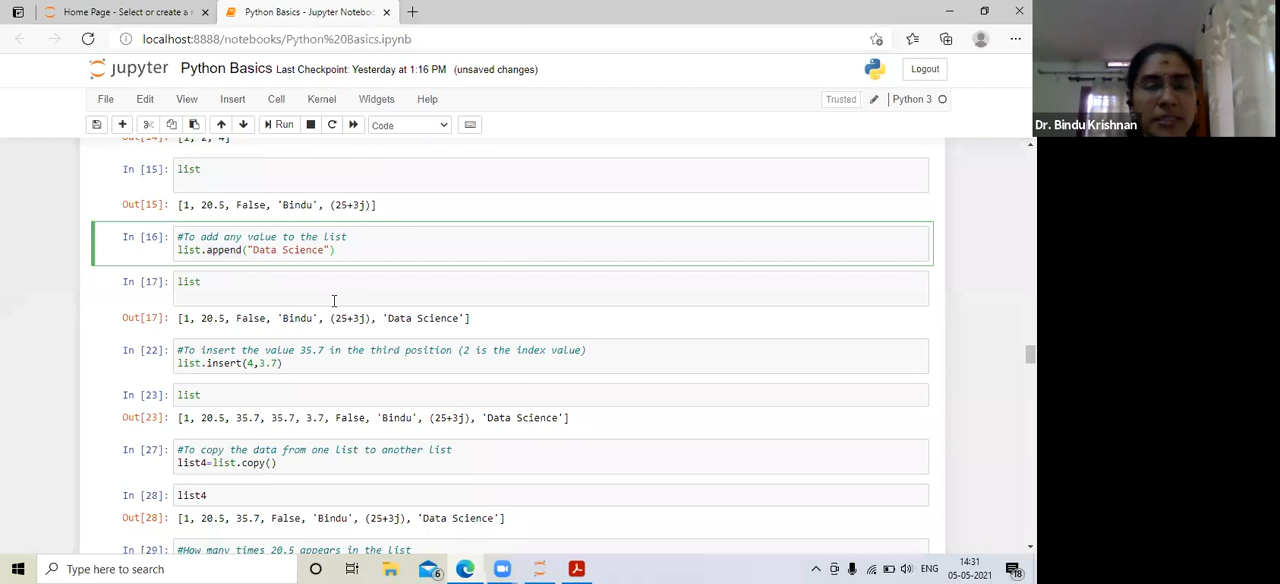 Home Page - Select or create a n
Python Basics - Jupyter Notebo
localhost:8888/notebooks/Python%20Basics.ipynb
jupyter Python Basics Last Checkpoint: Yesterday at 1:16 PM (unsaved changes)
Logout
File Edit View Insert Cell Kernel Widgets Help
Trusted Python 3
Run Code
Out[14]: [1, 2, 4]
In [15]: list
Out[15]: [1, 20.5, False, 'Bindu', (25+3j)]
In [16]: #To add any value to the list
list.append("Data Science")
In [17]: list
Out[17]: [1, 20.5, False, 'Bindu', (25+3j), 'Data Science']
In [22]: #To insert the value 35.7 in the third position (2 is the index value)
list.insert(4,3.7)
In [23]: list
Out[23]: [1, 20.5, 35.7, 35.7, 3.7, False, 'Bindu', (25+3j), 'Data Science']
In [27]: #To copy the data from one list to another list
list4=list.copy()
In [28]: list4
Out[28]: [1, 20.5, 35.7, False, 'Bindu', (25+3j), 'Data Science']
In [29]: #How many times 20.5 appears in the list
Type here to search
6
ENG
14:31
05-05-2021
18
Dr. Bindu Krishnan